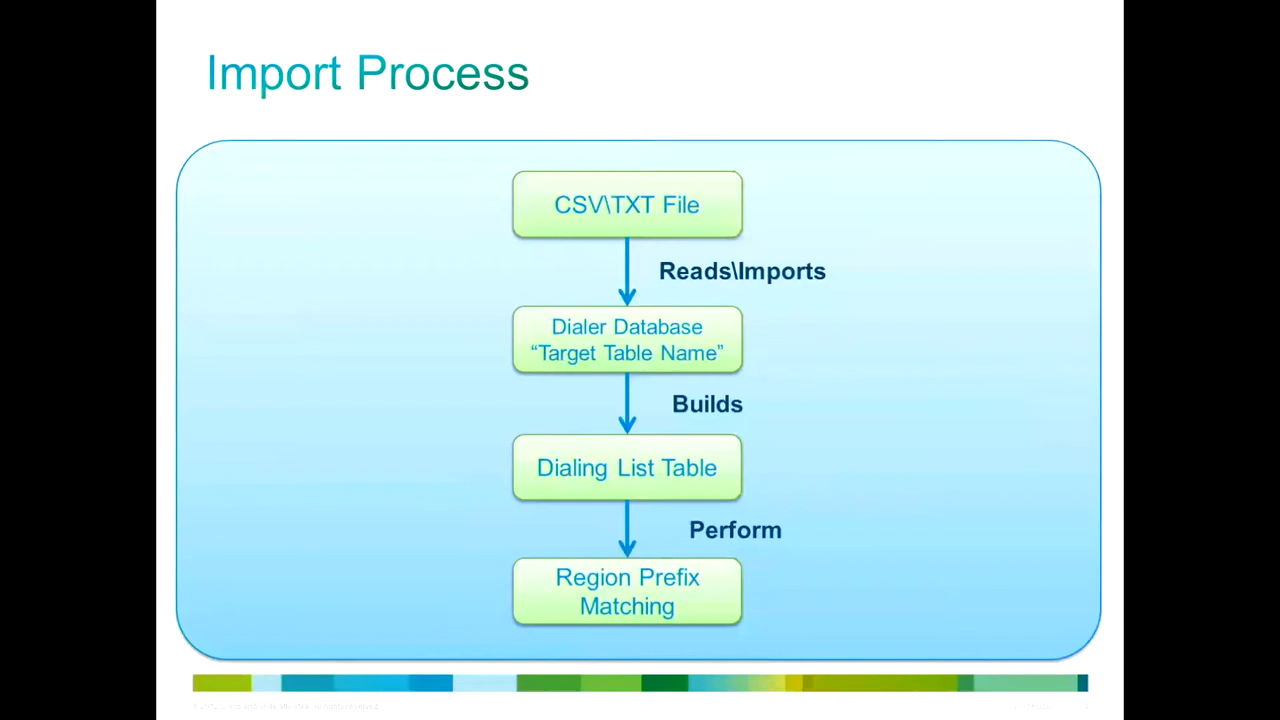 Import Process
CSV\TXT File
Reads\Imports
Dialer Database
“Target Table Name”
Builds
Dialing List Table
Perform
Region Prefix
Matching